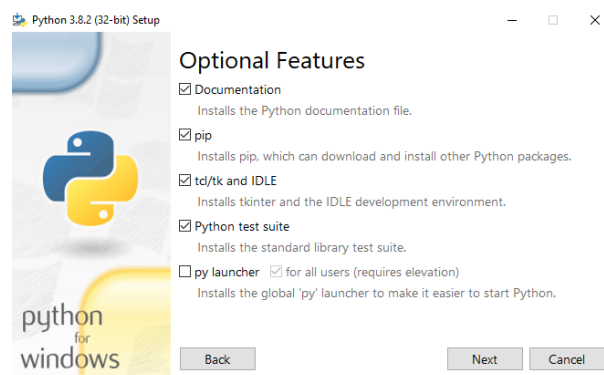 Python 3.8.2 (32-bit) Setup
Optional Features
Documentation
Installs the Python documentation file.
pip
Installs pip, which can download and install other Python packages.
tcl/tk and IDLE
Installs tkinter and the IDLE development environment.
Python test suite
Installs the standard library test suite.
py launcher for all users (requires elevation)
Installs the global 'py' launcher to make it easier to start Python.
python
for
windows
Back Next Cancel